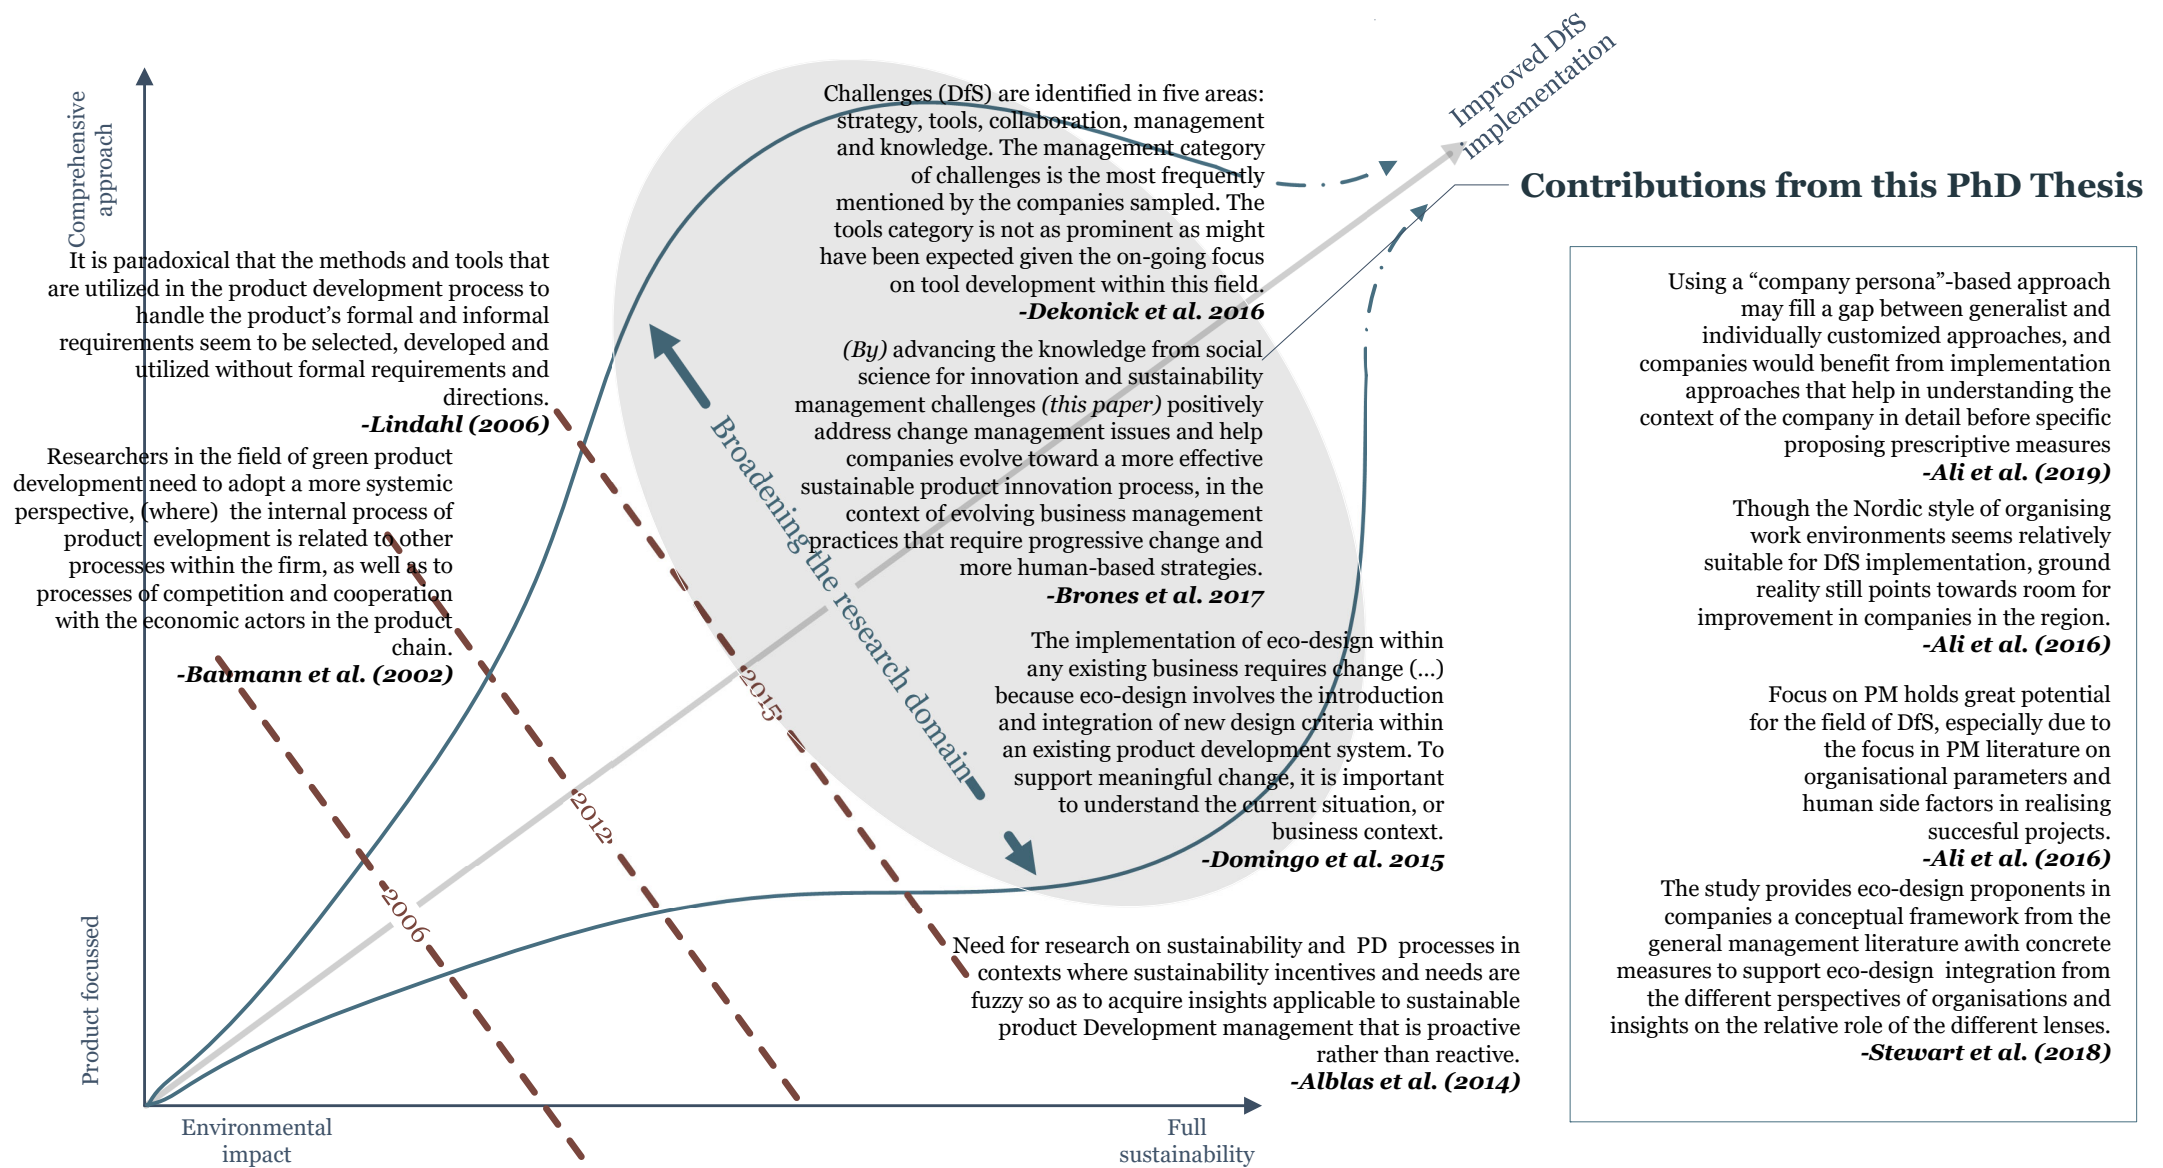 Improved DfS
implementation
Comprehensive
approach
Challenges (DfS) are identified in five areas:
strategy, tools, collaboration, management
and knowledge. The management category
of challenges is the most frequently
mentioned by the companies sampled. The
tools category is not as prominent as might
have been expected given the on-going focus
on tool development within this field.
-Dekonick et al. 2016
Contributions from this PhD Thesis
It is paradoxical that the methods and tools that
are utilized in the product development process to
handle the product’s formal and informal
requirements seem to be selected, developed and
utilized without formal requirements and
directions.
-Lindahl (2006)
(By) advancing the knowledge from social
science for innovation and sustainability
management challenges (this paper) positively
address change management issues and help
companies evolve toward a more effective
sustainable product innovation process, in the
context of evolving business management
practices that require progressive change and
more human-based strategies.
-Brones et al. 2017
Researchers in the field of green product
development need to adopt a more systemic
perspective, (where) the internal process of
product evelopment is related to other
processes within the firm, as well as to
processes of competition and cooperation
with the economic actors in the product
chain.
-Baumann et al. (2002)
Broadening the research domain
The implementation of eco-design within
any existing business requires change (…)
because eco-design involves the introduction
and integration of new design criteria within
an existing product development system. To
support meaningful change, it is important
to understand the current situation, or
business context.
-Domingo et al. 2015
2015
2012
2006
Need for research on sustainability and PD processes in
contexts where sustainability incentives and needs are
fuzzy so as to acquire insights applicable to sustainable
product Development management that is proactive
rather than reactive.
-Alblas et al. (2014)
Product focussed
Environmental
impact
Full
sustainability
Using a “company persona”-based approach
may fill a gap between generalist and
individually customized approaches, and
companies would benefit from implementation
approaches that help in understanding the
context of the company in detail before specific
proposing prescriptive measures
-Ali et al. (2019)
Though the Nordic style of organising
work environments seems relatively
suitable for DfS implementation, ground
reality still points towards room for
improvement in companies in the region.
-Ali et al. (2016)
Focus on PM holds great potential
for the field of DfS, especially due to
the focus in PM literature on
organisational parameters and
human side factors in realising
succesful projects.
-Ali et al. (2016)
The study provides eco-design proponents in
companies a conceptual framework from the
general management literature awith concrete
measures to support eco-design integration from
the different perspectives of organisations and
insights on the relative role of the different lenses.
-Stewart et al. (2018)